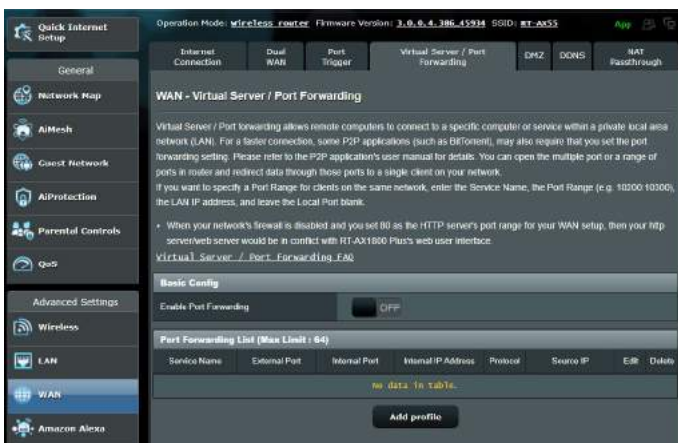 Quick Internet
Setup
General
Network Map
AiMesh
Guest Network
AiProtection
Parental Controls
QoS
Advanced Settings
Wireless
LAN
WAN
Amazon Alexa
Operation Mode: Wireless router Firmware Version: 3.0.0.4.386_45934 SSID: RT-AX55
App
Internet Connection
Dual WAN
Port Trigger
Virtual Server / Port Forwarding
DMZ
DDNS
NAT Passthrough
WAN - Virtual Server / Port Forwarding
Virtual Server / Port forwarding allows remote computers to connect to a specific computer or service within a private local area
network (LAN). For a faster connection, some P2P applications (such as BitTorrent), may also require that you set the port
forwarding setting. Please refer to the P2P application's user manual for details. You can open the multiple port or a range of
ports in router and redirect data through those ports to a single client on your network.
If you want to specify a Port Range for clients on the same network, enter the Service Name, the Port Range (e.g. 10200:10300),
the LAN IP address, and leave the Local Port blank.
• When your network's firewall is disabled and you set 80 as the HTTP server's port range for your WAN setup, then your http
server/web server would be in conflict with RT-AX1800 Plus's web user interface.
Virtual Server / Port Forwarding FAQ
Basic Config
Enable Port Forwarding OFF
Port Forwarding List (Max Limit : 64)
Service Name External Port Internal Port Internal IP Address Protocol Source IP Edit Delete
No data in table.
Add profile